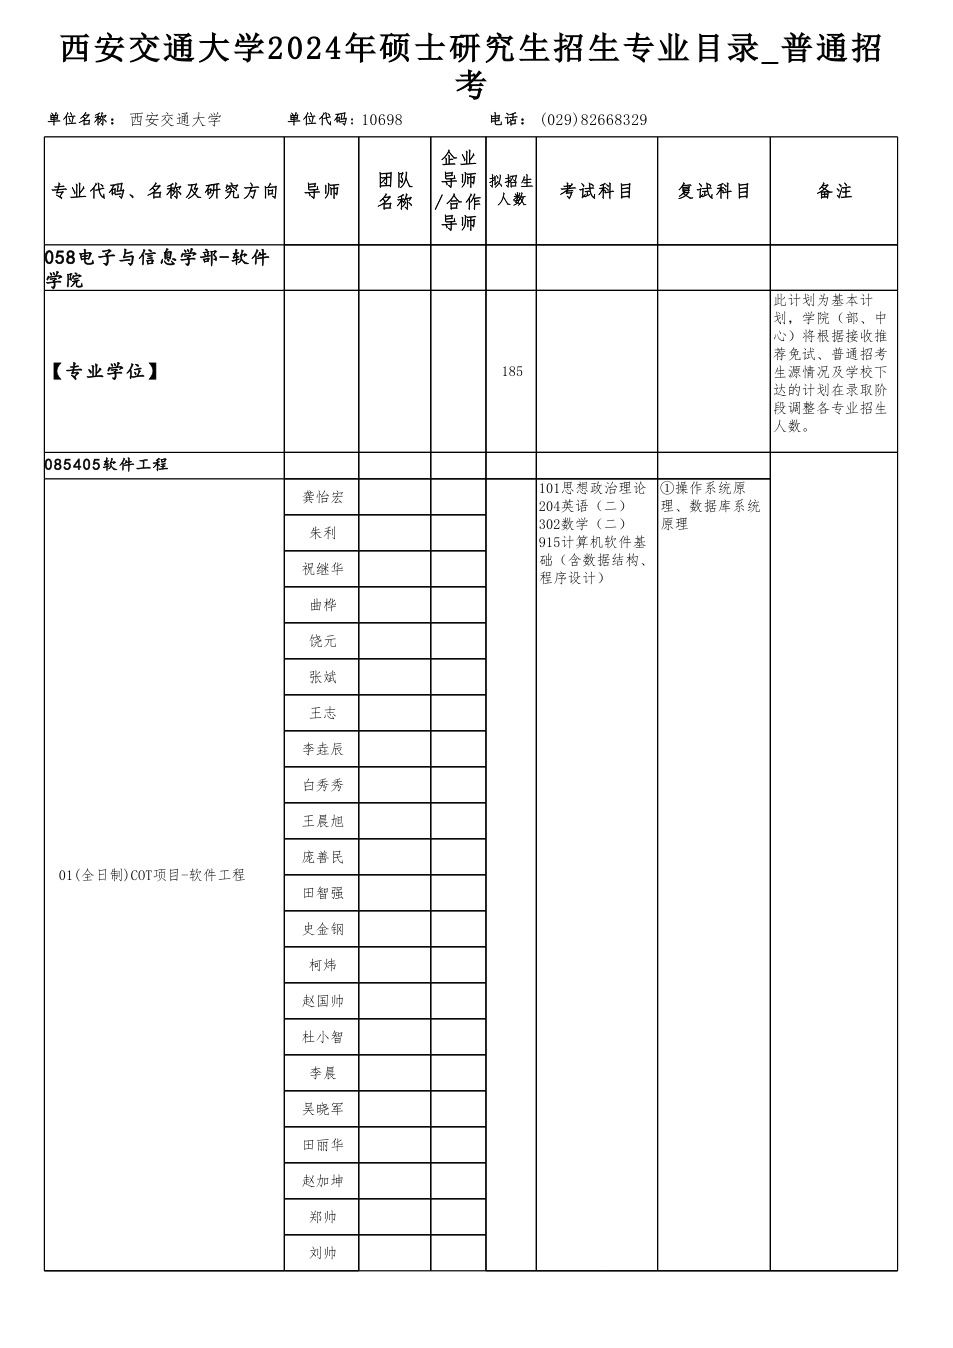 西安交通大学2024年硕士研究生招生专业目录_普通招
考
单位名称： 西安交通大学 单位代码: 10698 电话： (029)82668329
专业代码、名称及研究方向 导师 团队
名称 企业
导师
/合作
导师 拟招生
人数 考试科目 复试科目 备注
058电子与信息学部-软件
学院
【专业学位】 185
此计划为基本计
划，学院（部、中
心）将根据接收推
荐免试、普通招考
生源情况及学校下
达的计划在录取阶
段调整各专业招生
人数。
085405软件工程
01(全日制)COT项目-软件工程
龚怡宏
朱利
祝继华
曲桦
饶元
张斌
王志
李垚辰
白秀秀
王晨旭
庞善民
田智强
史金钢
柯炜
赵国帅
杜小智
李晨
吴晓军
田丽华
赵加坤
郑帅
刘帅
101思想政治理论
204英语（二）
302数学（二）
915计算机软件基
础（含数据结构、
程序设计）
①操作系统原
理、数据库系统
原理